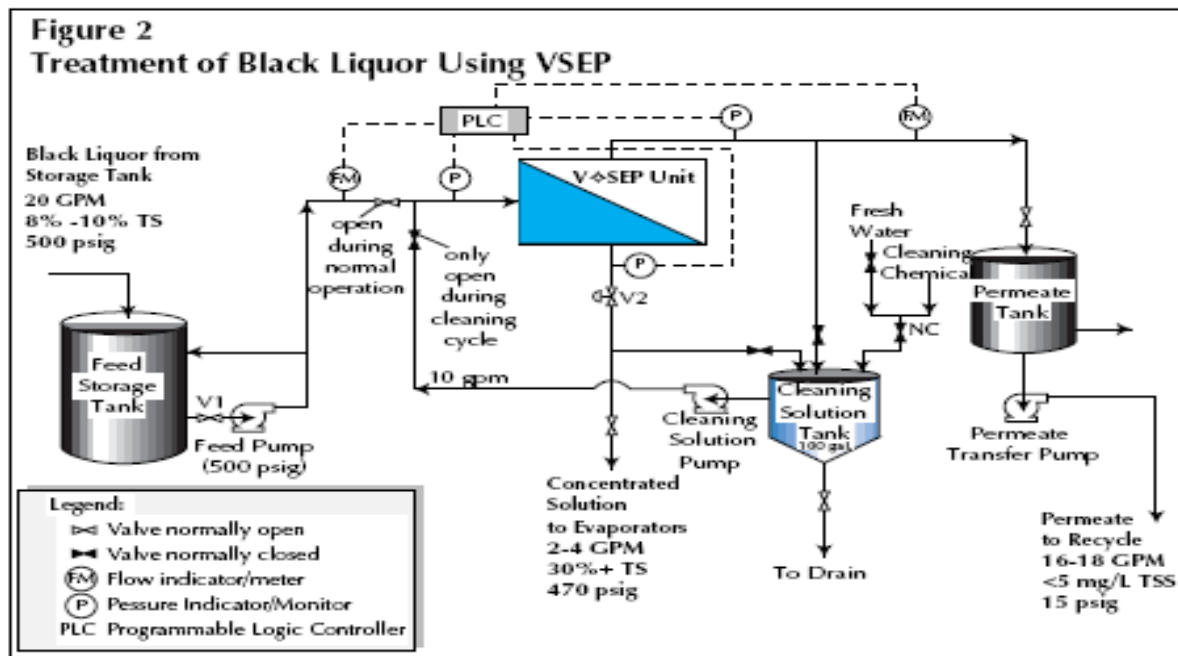 Figure 2
Treatment of Black Liquor Using VSEP
PLC
P
FM
Black Liquor from
Storage Tank
20 GPM
8% -10% TS
500 psig
FM
P
V✧SEP Unit
open
during
normal
operation
only
open
during
cleaning
cycle
P
V2
Fresh
Water
Cleaning
Chemical
NC
Permeate
Tank
Feed
Storage
Tank
V1
Feed Pump
(500 psig)
10 gpm
Cleaning
Solution
Pump
Cleaning
Solution
Tank
100 gal.
Permeate
Transfer Pump
Concentrated
Solution
to Evaporators
2-4 GPM
30%+ TS
470 psig
To Drain
Permeate
to Recycle
16-18 GPM
<5 mg/L TSS
15 psig
Legend:
Valve normally open
Valve normally closed
FM Flow indicator/meter
P Pessure Indicator/Monitor
PLC Programmable Logic Controller